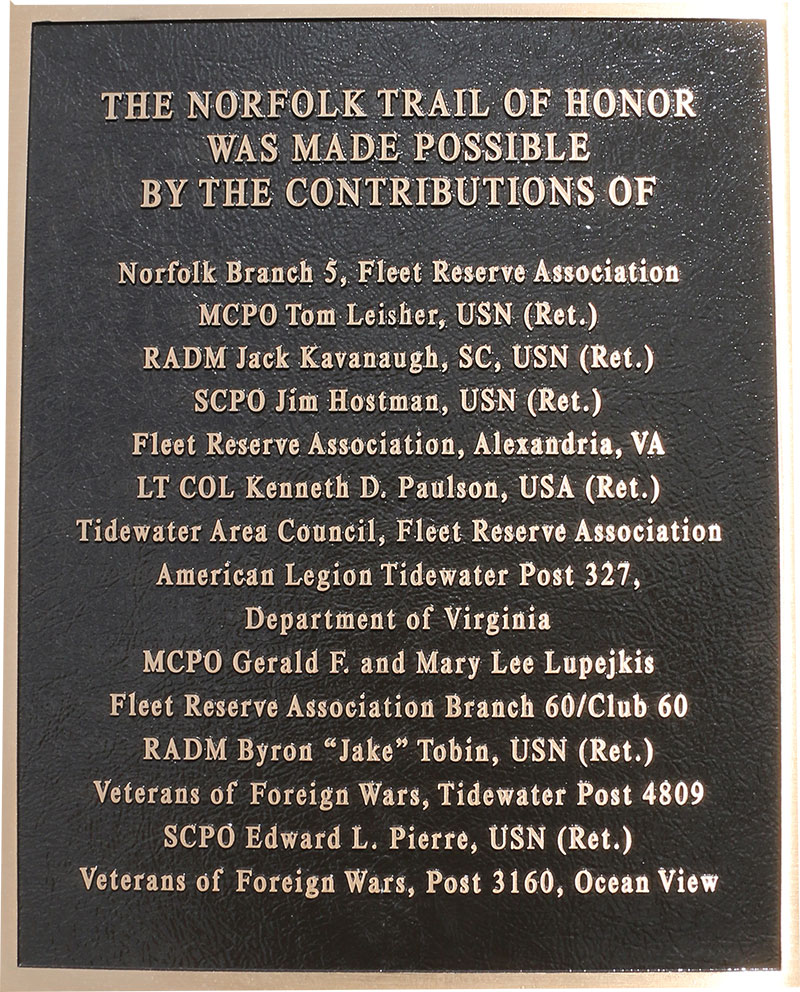 THE NORFOLK TRAIL OF HONOR
WAS MADE POSSIBLE
BY THE CONTRIBUTIONS OF
Norfolk Branch 5, Fleet Reserve Association
MCPO Tom Leisher, USN (Ret.)
RADM Jack Kavanaugh, SC, USN (Ret.)
SCPO Jim Hostman, USN (Ret.)
Fleet Reserve Association, Alexandria, VA
LT COL Kenneth D. Paulson, USA (Ret.)
Tidewater Area Council, Fleet Reserve Association
American Legion Tidewater Post 327,
Department of Virginia
MCPO Gerald F. and Mary Lee Lupejkis
Fleet Reserve Association Branch 60/Club 60
RADM Byron “Jake” Tobin, USN (Ret.)
Veterans of Foreign Wars, Tidewater Post 4809
SCPO Edward L. Pierre, USN (Ret.)
Veterans of Foreign Wars, Post 3160, Ocean View